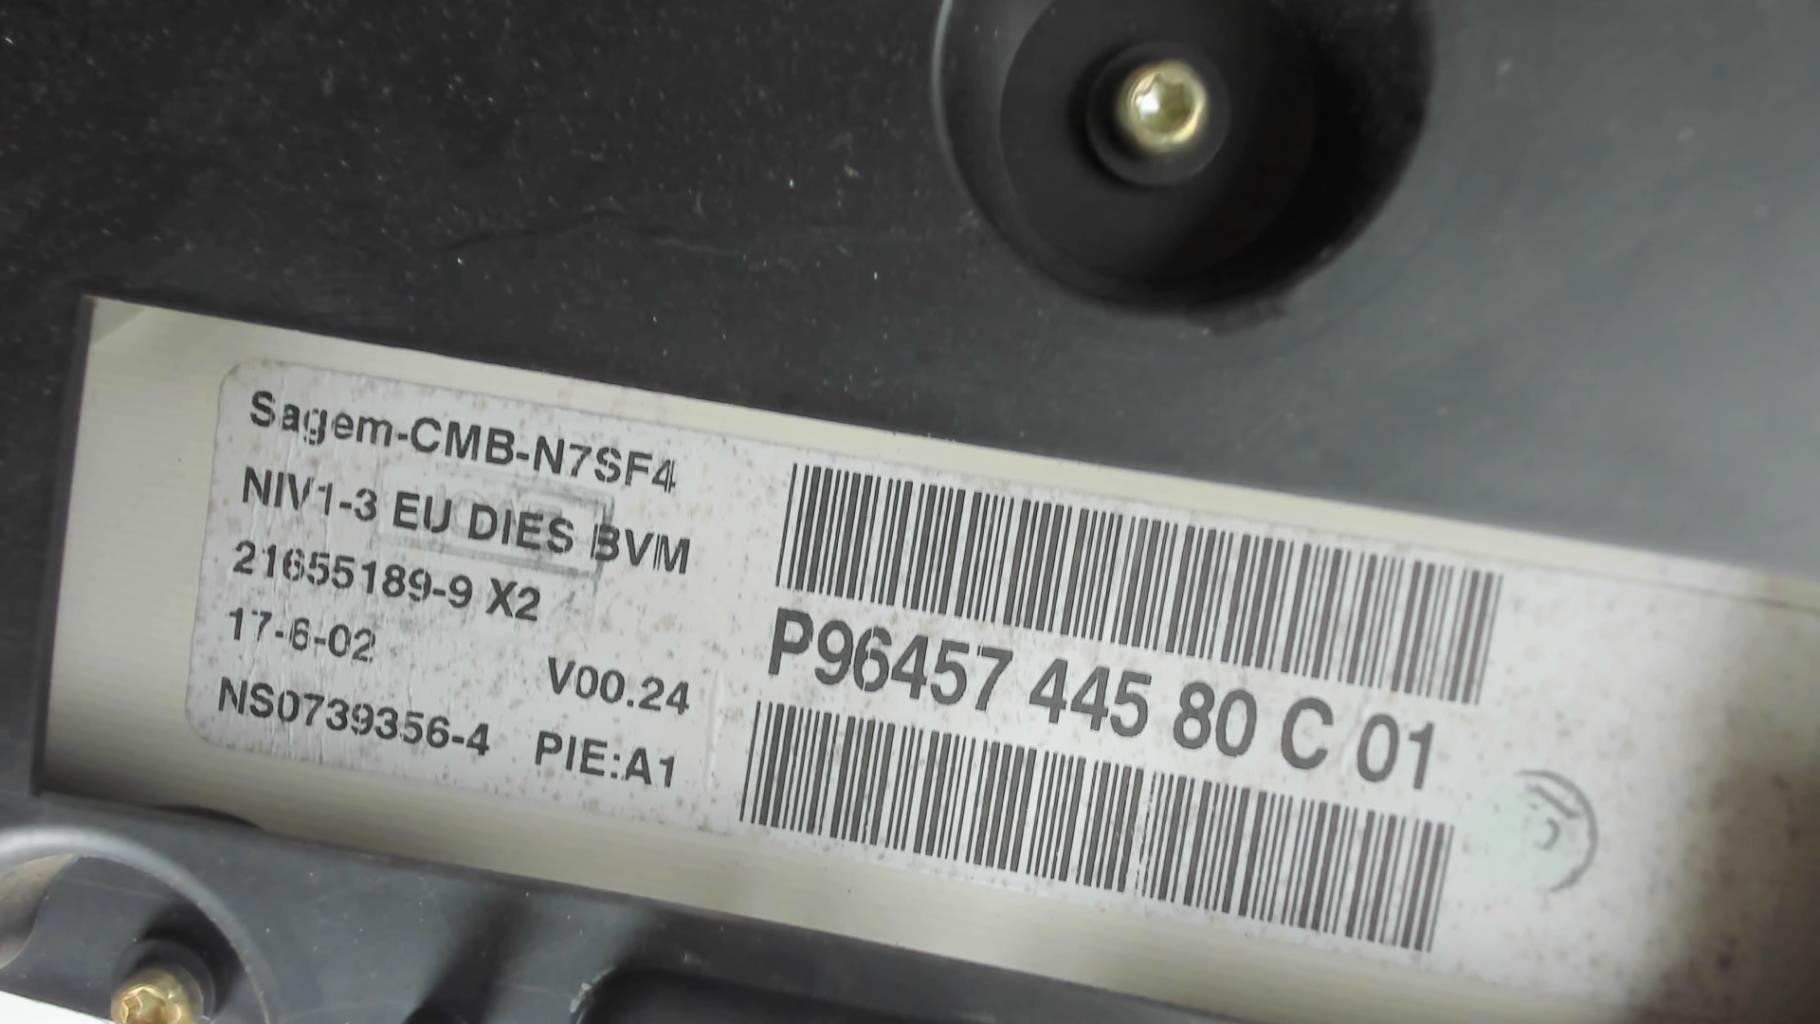 Sagem-CMB-N7SF4
NIV1-3 EU DIES BVM
21655189-9 X2
17-6-02
V00.24
NS0739356-4 PIE:A1
P96457 445 80 C 01